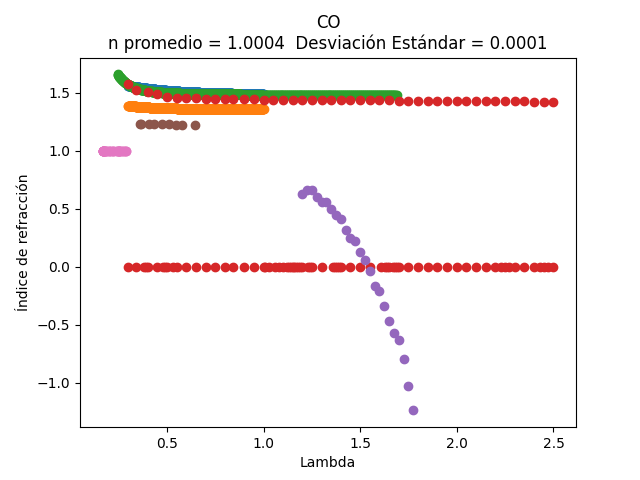 CO
n promedio = 1.0004  Desviación Estándar = 0.0001
Índice de refracción
1.5
1.0
0.5
0.0
−0.5
−1.0
0.5 1.0 1.5 2.0 2.5
Lambda